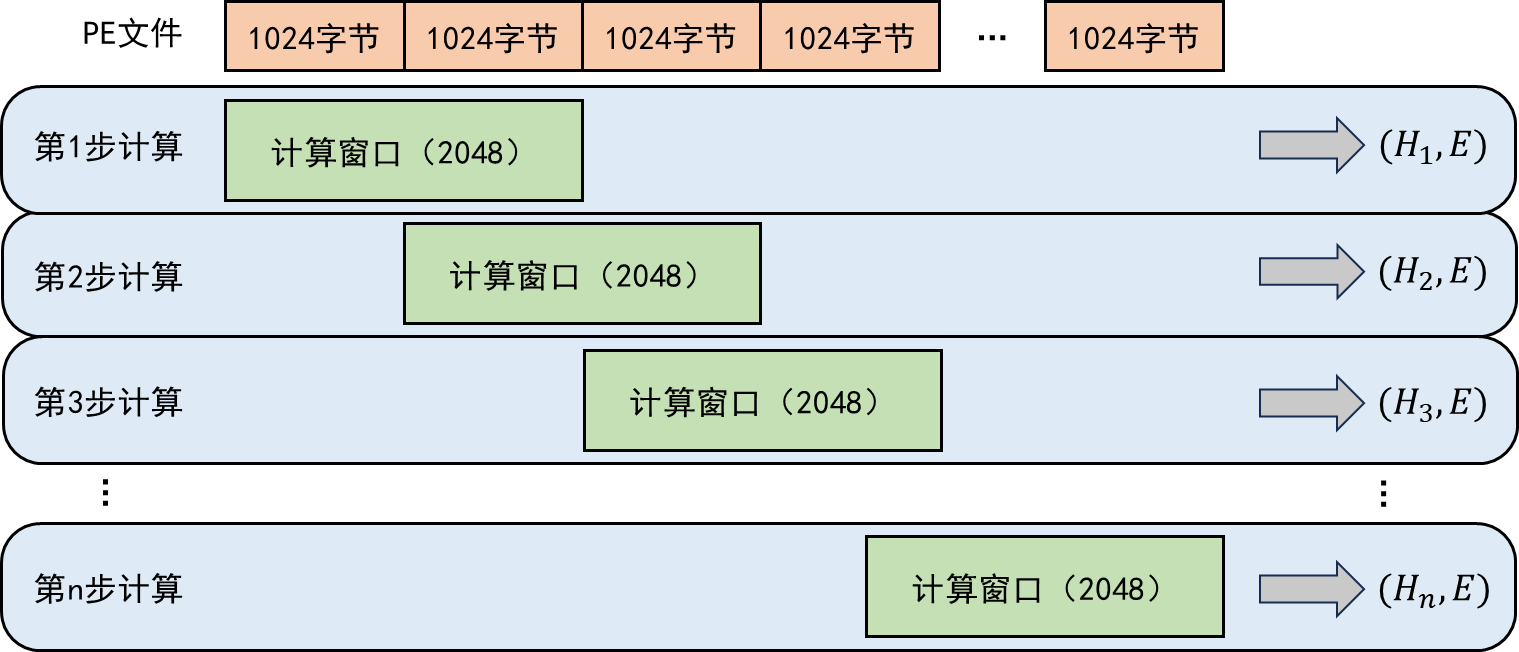 PE文件 1024字节 1024字节 1024字节 1024字节 … 1024字节
第1步计算 计算窗口（2048） (H₁, E)
第2步计算 计算窗口（2048） (H₂, E)
第3步计算 计算窗口（2048） (H₃, E)
⋮ ⋮
第n步计算 计算窗口（2048） (Hₙ, E)